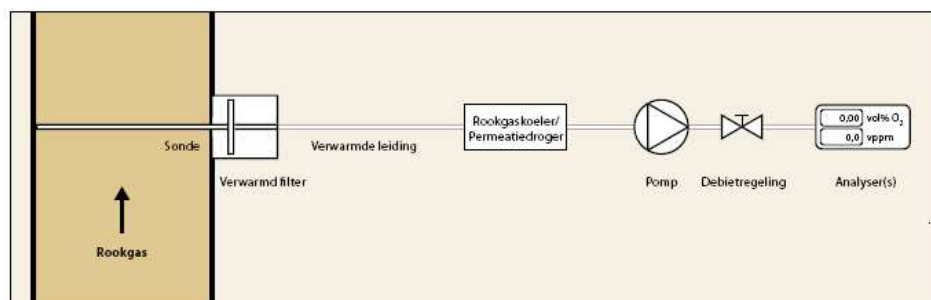 Rookgaskoeler/
Permeatiedroger
0,00 vol% O2
0,0 vppm
Sonde
Verwarmde leiding
Verwarmd filter
Pomp
Debietregeling
Analyser(s)
Rookgas